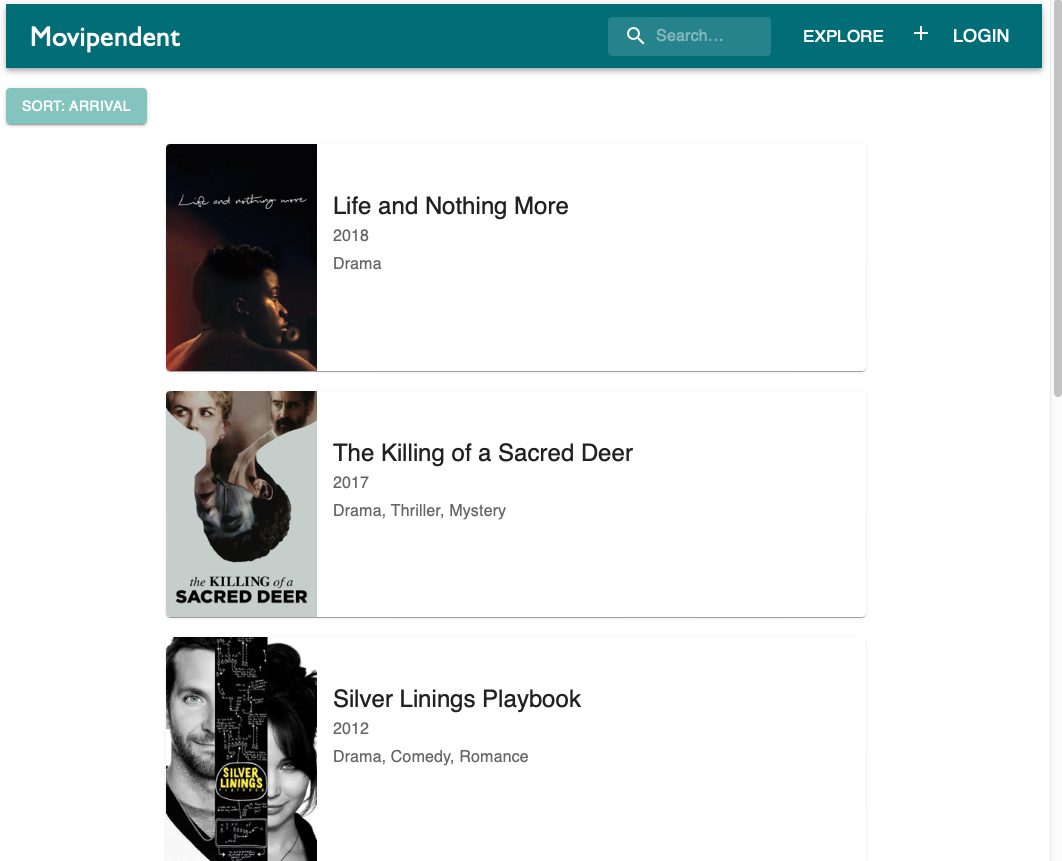 Movipendent
Search…
EXPLORE
+
LOGIN
SORT: ARRIVAL
Life and nothing more
Life and Nothing More
2018
Drama
the KILLING of a
SACRED DEER
The Killing of a Sacred Deer
2017
Drama, Thriller, Mystery
SILVER
LININGS
PLAYBOOK
Silver Linings Playbook
2012
Drama, Comedy, Romance